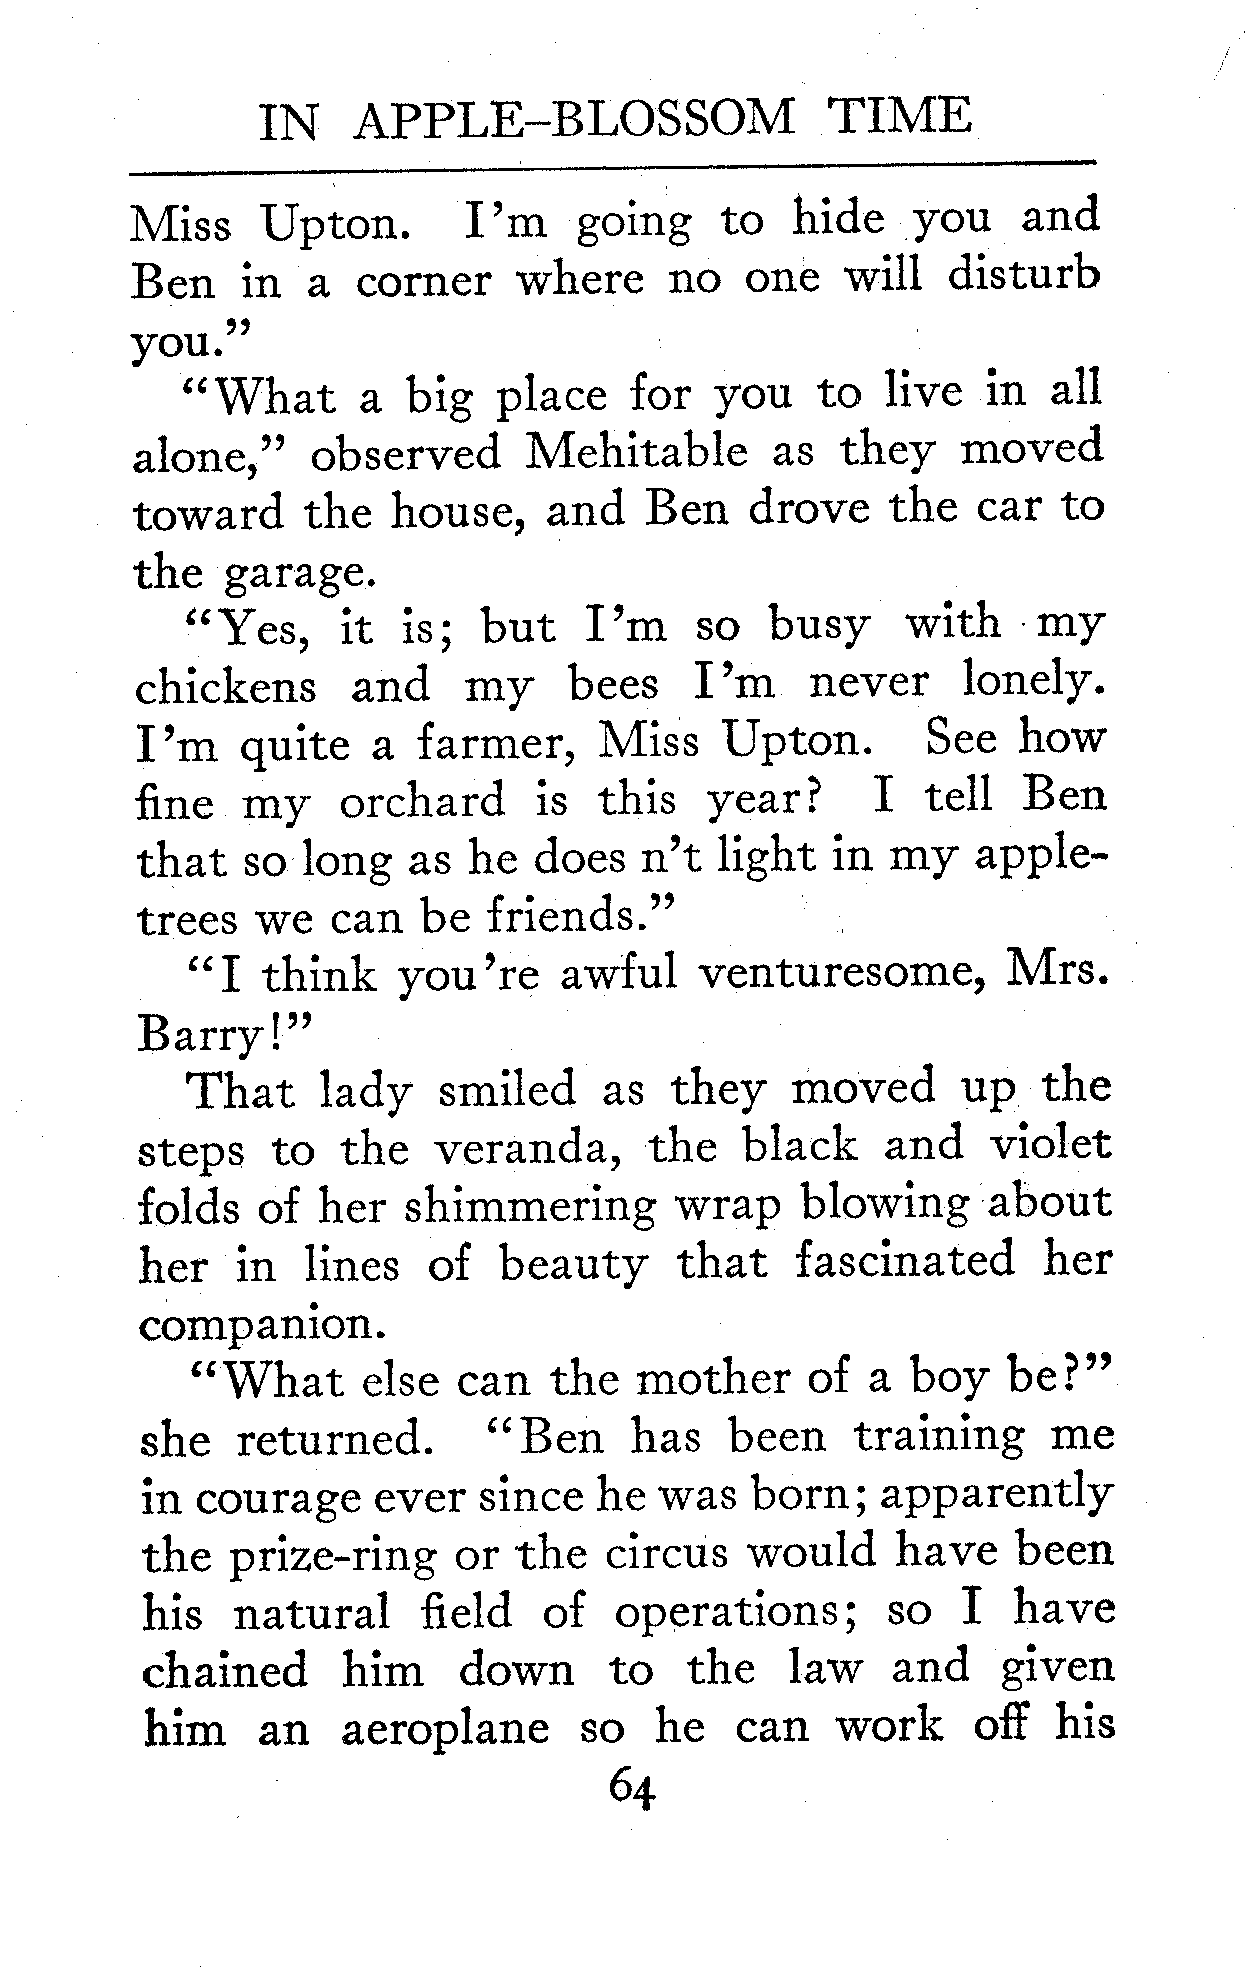 IN APPLE-BLOSSOM TIME
Miss Upton. I'm going to hide you and
Ben in a corner where no one will disturb
you."
"What a big place for you to live in all
alone," observed Mehitable as they moved
toward the house, and Ben drove the car to
the garage.
"Yes, it is; but I'm so busy with my
chickens and my bees I'm never lonely.
I'm quite a farmer, Miss Upton. See how
fine my orchard is this year? I tell Ben
that so long as he does n't light in my apple-
trees we can be friends."
"I think you're awful venturesome, Mrs.
Barry!"
That lady smiled as they moved up the
steps to the veranda, the black and violet
folds of her shimmering wrap blowing about
her in lines of beauty that fascinated her
companion.
"What else can the mother of a boy be?"
she returned. "Ben has been training me
in courage ever since he was born; apparently
the prize-ring or the circus would have been
his natural field of operations; so I have
chained him down to the law and given
him an aeroplane so he can work off his
64